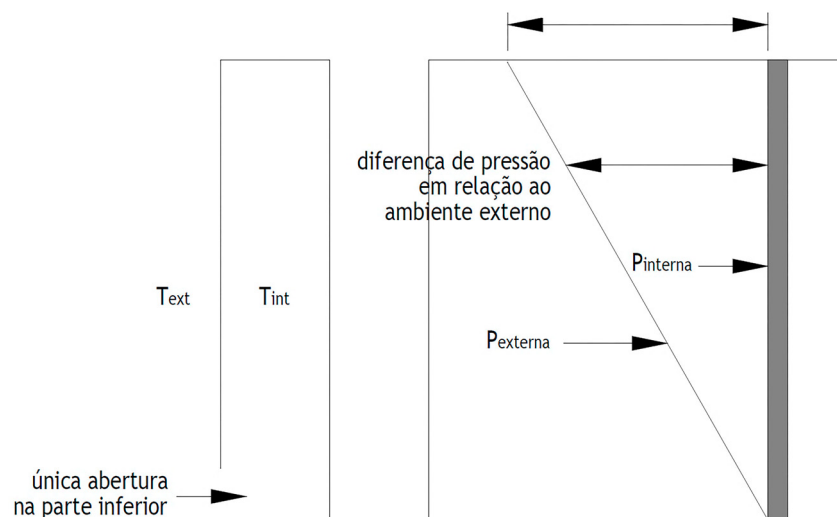 diferença de pressão
em relação ao
ambiente externo
Pinterna
Text
Tint
Pexterna
única abertura
na parte inferior